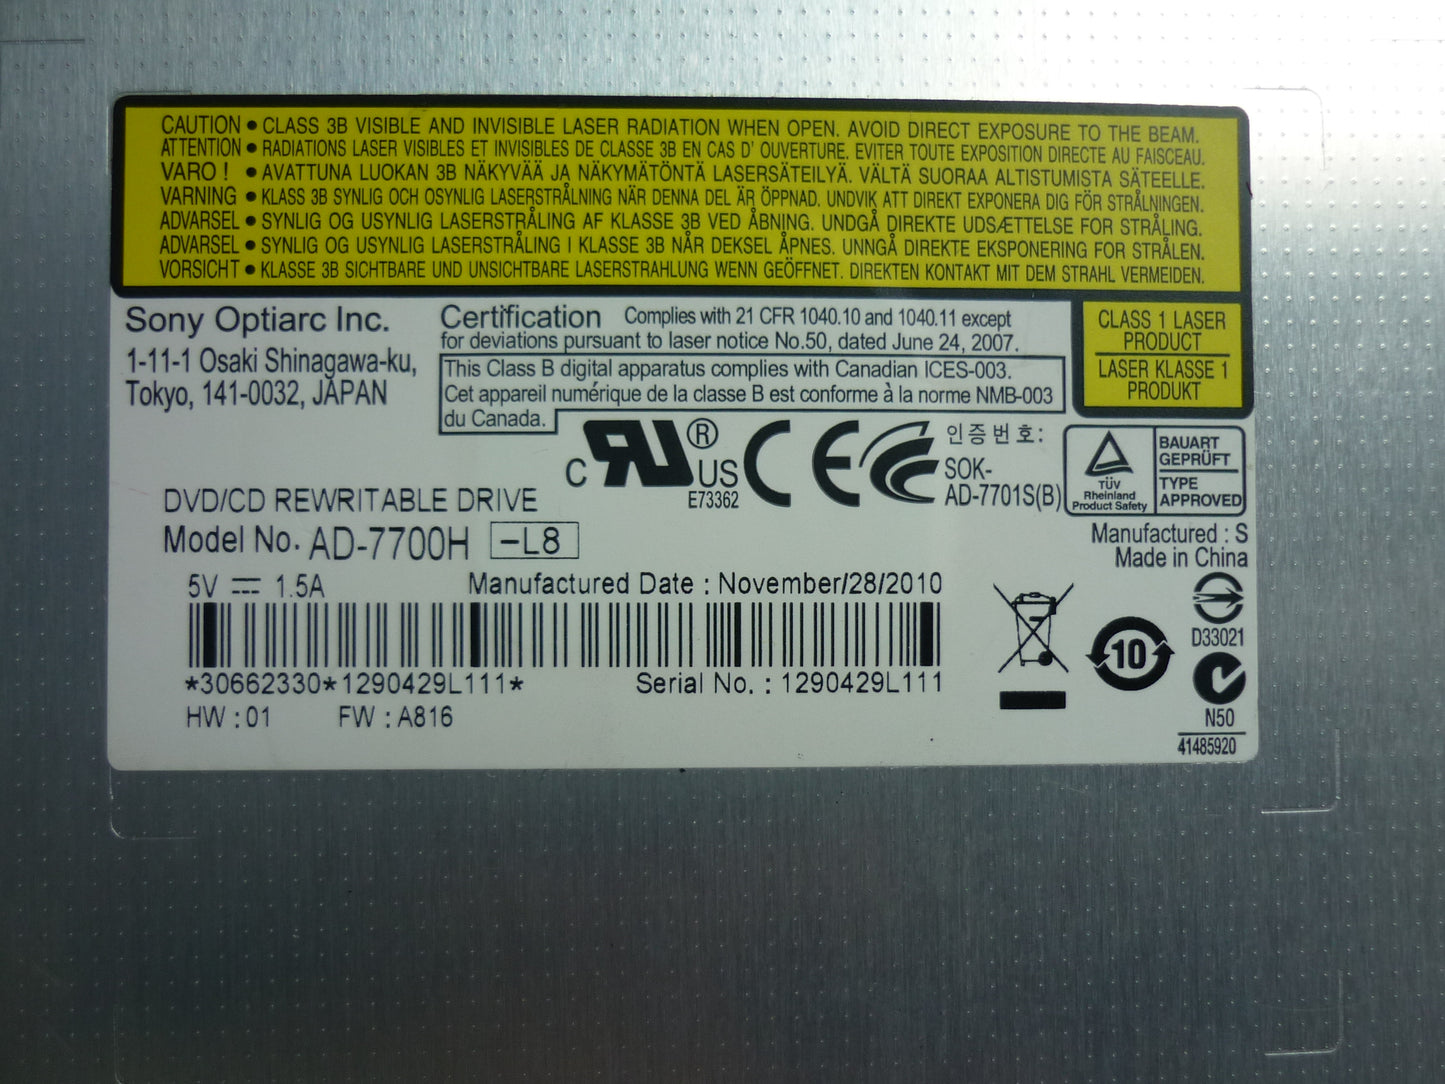 CAUTION ● CLASS 3B VISIBLE AND INVISIBLE LASER RADIATION WHEN OPEN. AVOID DIRECT EXPOSURE TO THE BEAM.
ATTENTION ● RADIATIONS LASER VISIBLES ET INVISIBLES DE CLASSE 3B EN CAS D' OUVERTURE. EVITER TOUTE EXPOSITION DIRECTE AU FAISCEAU.
VARO ! ● AVATTUNA LUOKAN 3B NÄKYVÄÄ JA NÄKYMÄTÖNTÄ LASERSÄTEILYÄ. VÄLTÄ SUORAA ALTISTUMISTA SÄTEELLE.
VARNING ● KLASS 3B SYNLIG OCH OSYNLIG LASERSTRÅLNING NÄR DENNA DEL ÄR ÖPPNAD. UNDVIK ATT DIREKT EXPONERA DIG FÖR STRÅLNINGEN.
ADVARSEL ● SYNLIG OG USYNLIG LASERSTRÅLING AF KLASSE 3B VED ÅBNING. UNDGÅ DIREKTE UDSÆTTELSE FOR STRÅLING.
ADVARSEL ● SYNLIG OG USYNLIG LASERSTRÅLING I KLASSE 3B NÅR DEKSEL ÅPNES. UNNGÅ DIREKTE EKSPONERING FOR STRÅLEN.
VORSICHT ● KLASSE 3B SICHTBARE UND UNSICHTBARE LASERSTRAHLUNG WENN GEÖFFNET. DIREKTEN KONTAKT MIT DEM STRAHL VERMEIDEN.
Sony Optiarc Inc.
1-11-1 Osaki Shinagawa-ku,
Tokyo, 141-0032, JAPAN
Certification Complies with 21 CFR 1040.10 and 1040.11 except
for deviations pursuant to laser notice No.50, dated June 24, 2007.
This Class B digital apparatus complies with Canadian ICES-003.
Cet appareil numérique de la classe B est conforme à la norme NMB-003
du Canada.
CLASS 1 LASER
PRODUCT
LASER KLASSE 1
PRODUKT
C RU ® US
E73362
CE
인증번호:
SOK-
AD-7701S(B)
TÜV
Rheinland
Product Safety
BAUART
GEPRÜFT
TYPE
APPROVED
DVD/CD REWRITABLE DRIVE
Model No. AD-7700H -L8
Manufactured : S
Made in China
5V ⎓ 1.5A Manufactured Date : November/28/2010
*30662330*1290429L111* Serial No. : 1290429L111
HW : 01 FW : A816
10
D33021
N50
41485920